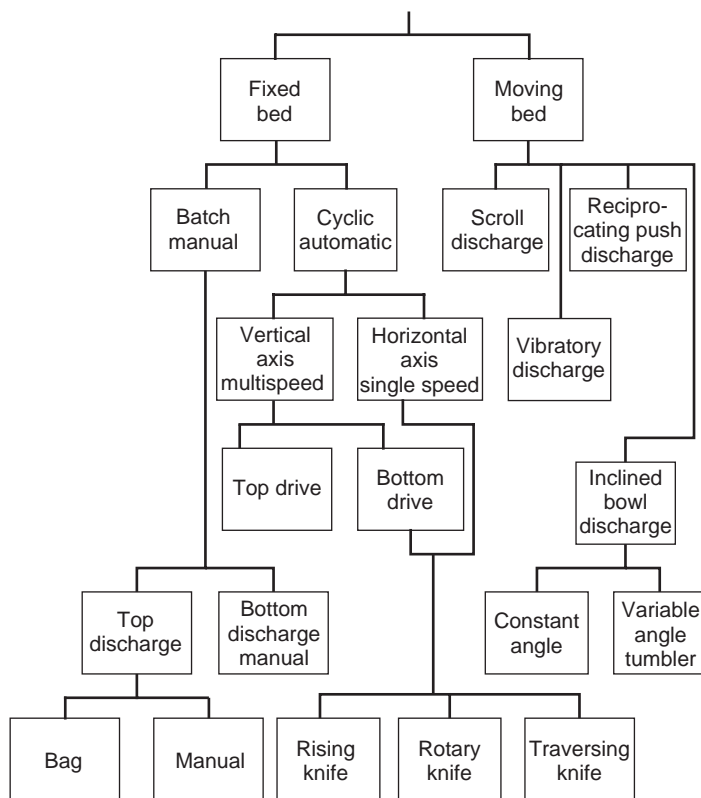 Fixed
bed
Moving
bed
Batch
manual
Cyclic
automatic
Scroll
discharge
Recipro-
cating push
discharge
Vertical
axis
multispeed
Horizontal
axis
single speed
Vibratory
discharge
Top drive
Bottom
drive
Inclined
bowl
discharge
Top
discharge
Bottom
discharge
manual
Constant
angle
Variable
angle
tumbler
Bag
Manual
Rising
knife
Rotary
knife
Traversing
knife